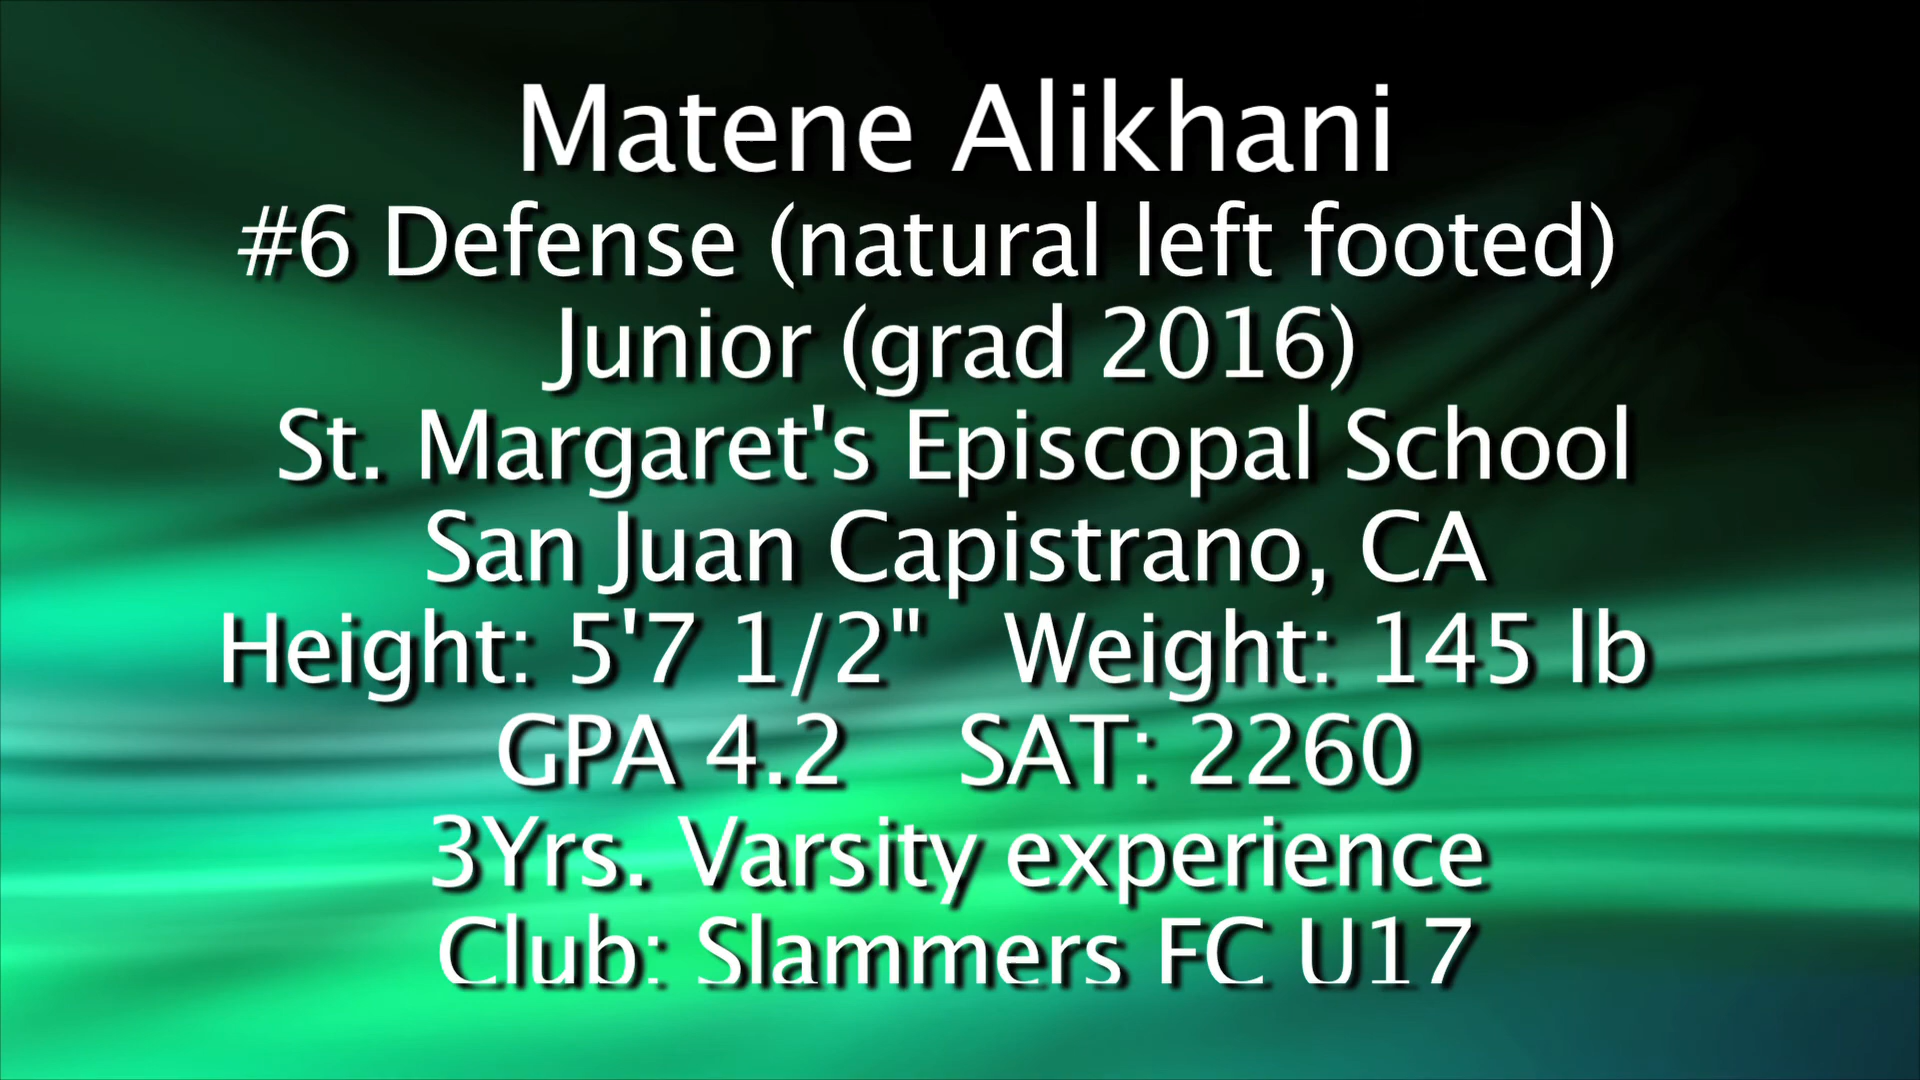 Matene Alikhani
#6 Defense (natural left footed)
Junior (grad 2016)
St. Margaret's Episcopal School
San Juan Capistrano, CA
Height: 5'7 1/2" Weight: 145 lb
GPA 4.2 SAT: 2260
3Yrs. Varsity experience
Club: Slammers FC U17